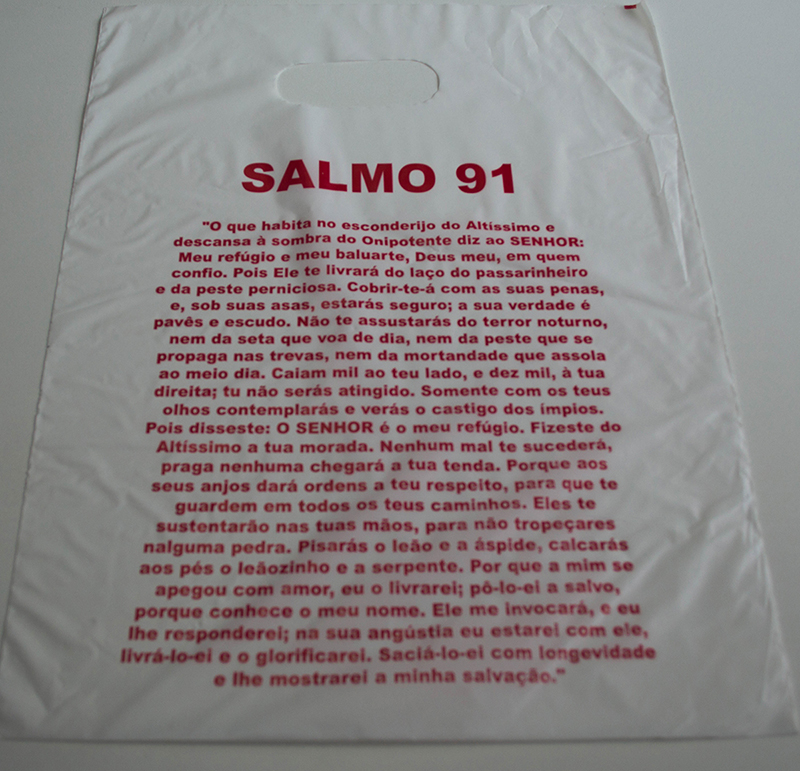 SALMO 91
"O que habita no esconderijo do Altíssimo e
descansa à sombra do Onipotente diz ao SENHOR:
Meu refúgio e meu baluarte, Deus meu, em quem
confio. Pois Ele te livrará do laço do passarinheiro
e da peste perniciosa. Cobrir-te-á com as suas penas,
e, sob suas asas, estarás seguro; a sua verdade é
pavês e escudo. Não te assustarás do terror noturno,
nem da seta que voa de dia, nem da peste que se
propaga nas trevas, nem da mortandade que assola
ao meio dia. Caiam mil ao teu lado, e dez mil, à tua
direita; tu não serás atingido. Somente com os teus
olhos contemplarás e verás o castigo dos ímpios.
Pois disseste: O SENHOR é o meu refúgio. Fizeste do
Altíssimo a tua morada. Nenhum mal te sucederá,
praga nenhuma chegará a tua tenda. Porque aos
seus anjos dará ordens a teu respeito, para que te
guardem em todos os teus caminhos. Eles te
sustentarão nas tuas mãos, para não tropeçares
nalguma pedra. Pisarás o leão e a áspide, calcarás
aos pés o leãozinho e a serpente. Por que a mim se
apegou com amor, eu o livrarei; pô-lo-ei a salvo,
porque conhece o meu nome. Ele me invocará, e eu
lhe responderei; na sua angústia eu estarei com ele,
livrá-lo-ei e o glorificarei. Saciá-lo-ei com longevidade
e lhe mostrarei a minha salvação."